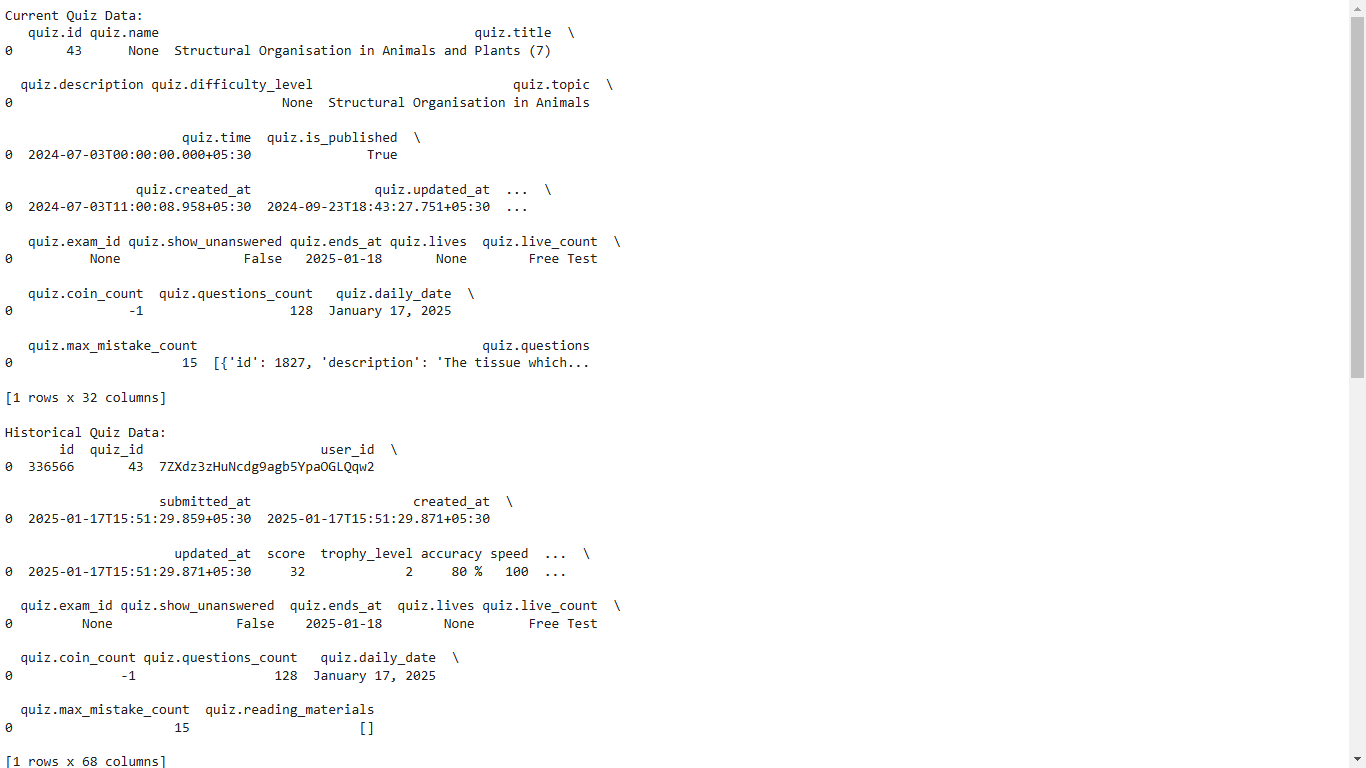 Current Quiz Data:
   quiz.id quiz.name                                         quiz.title  \
0       43      None  Structural Organisation in Animals and Plants (7)

  quiz.description quiz.difficulty_level                          quiz.topic  \
0                                   None  Structural Organisation in Animals

                       quiz.time  quiz.is_published  \
0  2024-07-03T00:00:00.000+05:30               True

                 quiz.created_at                quiz.updated_at  ...  \
0  2024-07-03T11:00:08.958+05:30  2024-09-23T18:43:27.751+05:30  ...

   quiz.exam_id quiz.show_unanswered quiz.ends_at quiz.lives  quiz.live_count  \
0          None                False   2025-01-18       None        Free Test

   quiz.coin_count  quiz.questions_count   quiz.daily_date  \
0               -1                   128  January 17, 2025

   quiz.max_mistake_count                                     quiz.questions
0                      15  [{'id': 1827, 'description': 'The tissue which...

[1 rows x 32 columns]

Historical Quiz Data:
       id  quiz_id                       user_id  \
0  336566       43  7ZXdz3zHuNcdg9agb5YpaOGLQqw2

                    submitted_at                     created_at  \
0  2025-01-17T15:51:29.859+05:30  2025-01-17T15:51:29.871+05:30

                      updated_at  score  trophy_level accuracy speed  ...  \
0  2025-01-17T15:51:29.871+05:30     32             2     80 %   100  ...

  quiz.exam_id quiz.show_unanswered  quiz.ends_at  quiz.lives quiz.live_count  \
0         None                False    2025-01-18        None       Free Test

  quiz.coin_count quiz.questions_count   quiz.daily_date  \
0              -1                  128  January 17, 2025

  quiz.max_mistake_count  quiz.reading_materials
0                     15                      []

[1 rows x 68 columns]